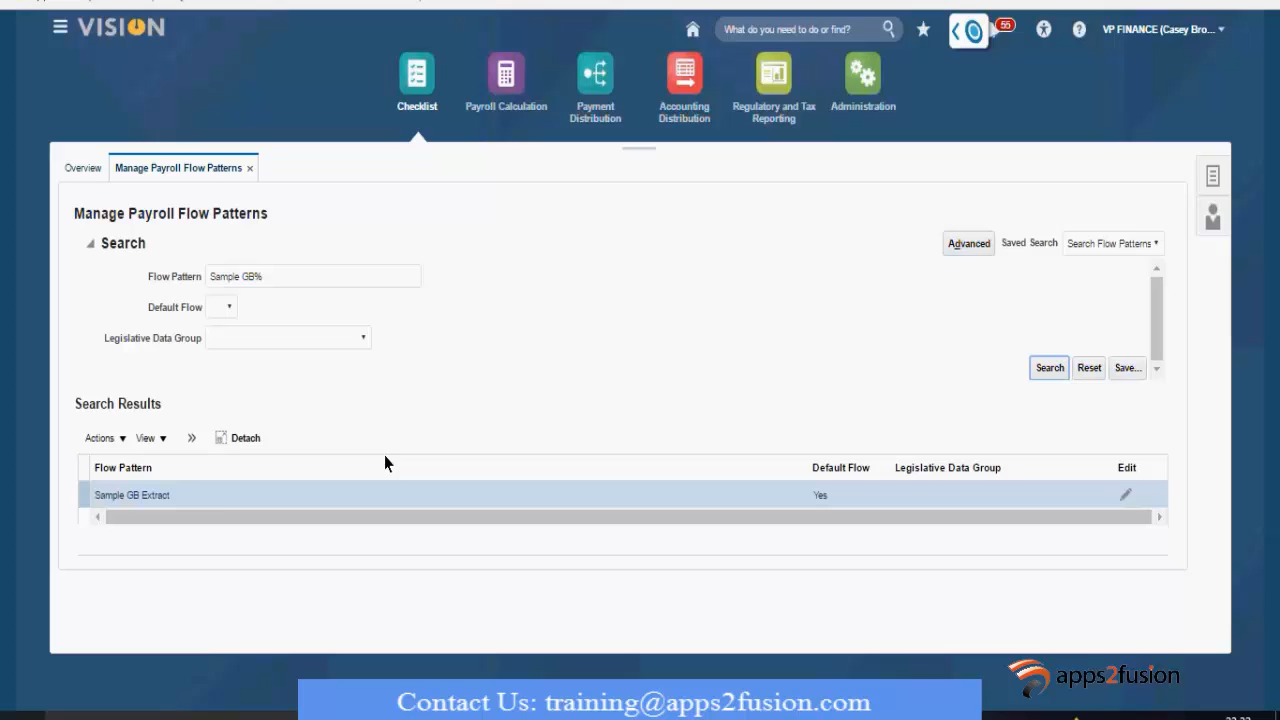 VISION
What do you need to do or find?
55
VP FINANCE (Casey Bro...
Checklist
Payroll Calculation
Payment
Distribution
Accounting
Distribution
Regulatory and Tax
Reporting
Administration
Overview
Manage Payroll Flow Patterns ×
Manage Payroll Flow Patterns
Search
Advanced
Saved Search
Search Flow Patterns
Flow Pattern
Sample GB%
Default Flow
Legislative Data Group
Search
Reset
Save...
Search Results
Actions
View
Detach
Flow Pattern
Default Flow
Legislative Data Group
Edit
Sample GB Extract
Yes
apps2fusion
Contact Us: training@apps2fusion.com